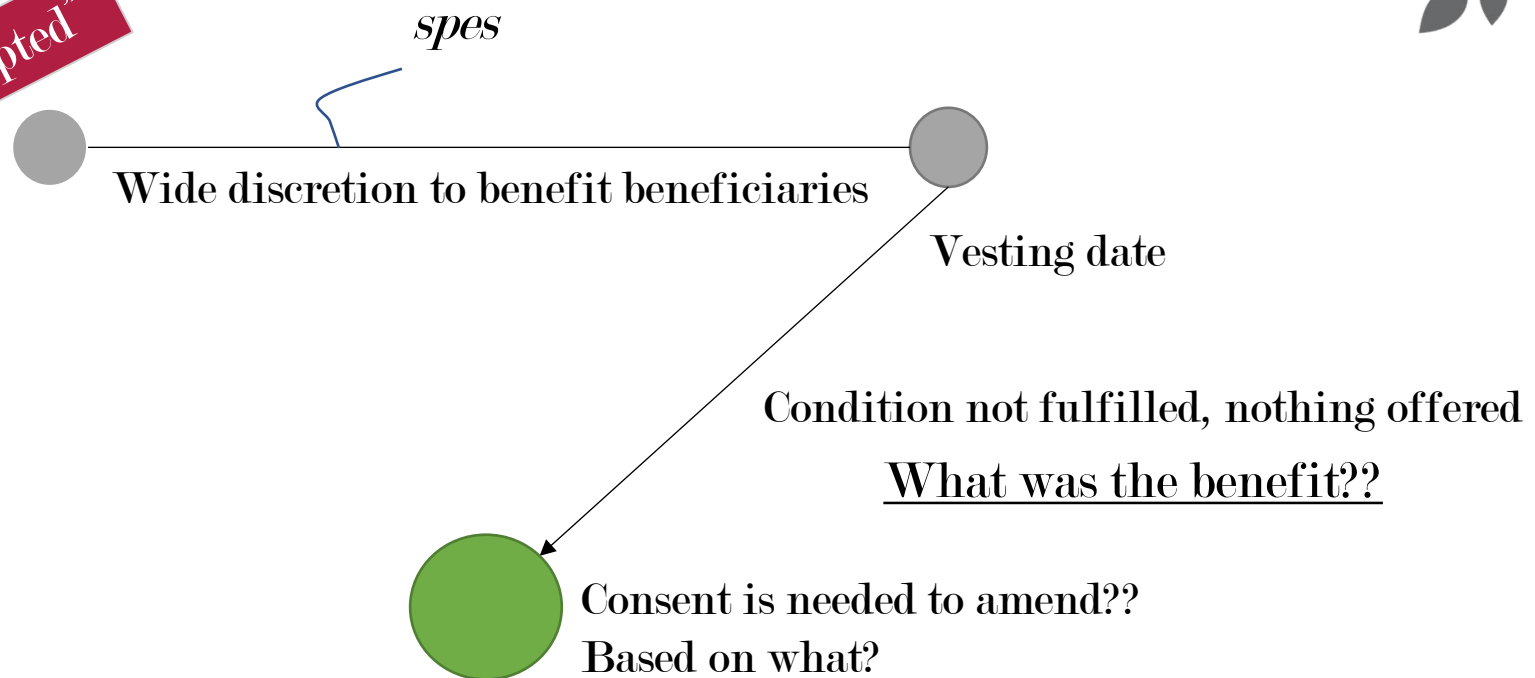 spes
Wide discretion to benefit beneficiaries
Vesting date
Condition not fulfilled, nothing offered
What was the benefit??
Consent is needed to amend??
Based on what?